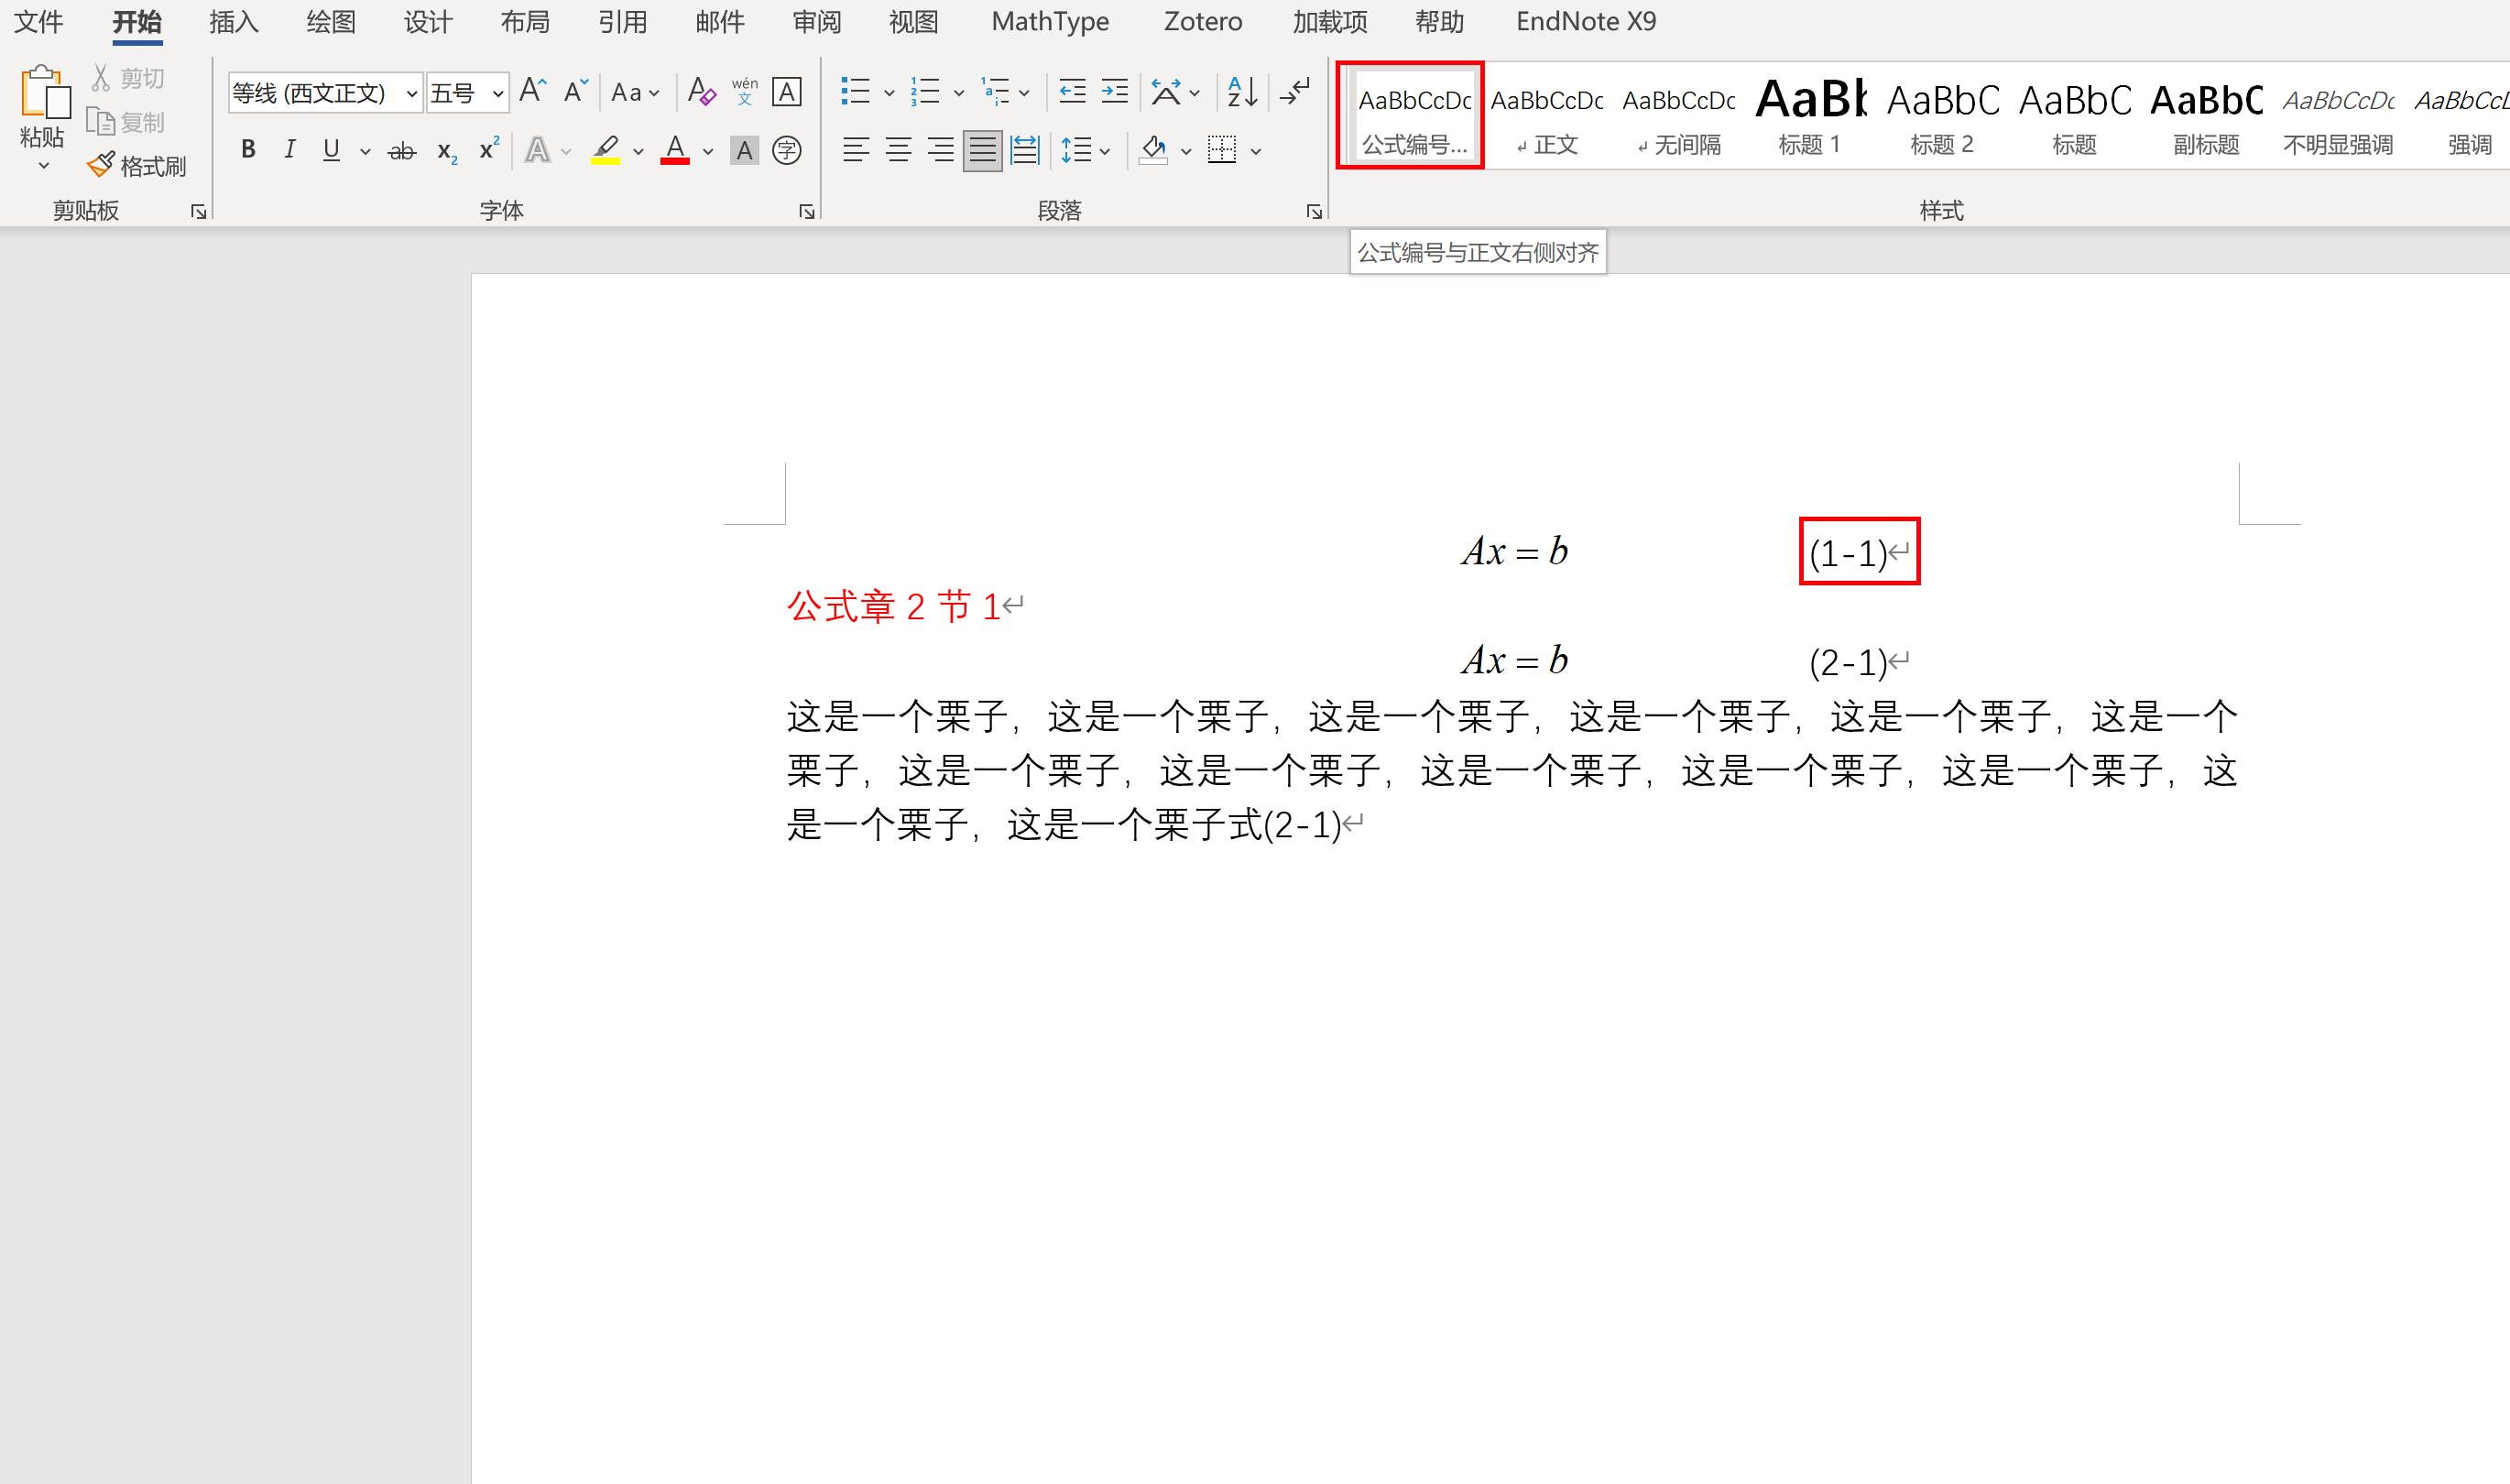 文件 开始 插入 绘图 设计 布局 引用 邮件 审阅 视图 MathType Zotero 加载项 帮助 EndNote X9
剪切
等线 (西文正文) 五号 A A Aa A wén 文 A
复制
粘贴
格式刷
B I U ab x2 x2 A A A 字
AaBbCcDc AaBbCcDc AaBbCcDc AaBb AaBbC AaBbC AaBbC AaBbCcDc AaBbCcD
公式编号... 正文 无间隔 标题 1 标题 2 标题 副标题 不明显强调 强调
剪贴板 字体 段落 样式
公式编号与正文右侧对齐
Ax = b (1-1)
公式章 2 节 1
Ax = b (2-1)
这是一个栗子，这是一个栗子，这是一个栗子，这是一个栗子，这是一个栗子，这是一个
栗子，这是一个栗子，这是一个栗子，这是一个栗子，这是一个栗子，这是一个栗子，这
是一个栗子，这是一个栗子式(2-1)